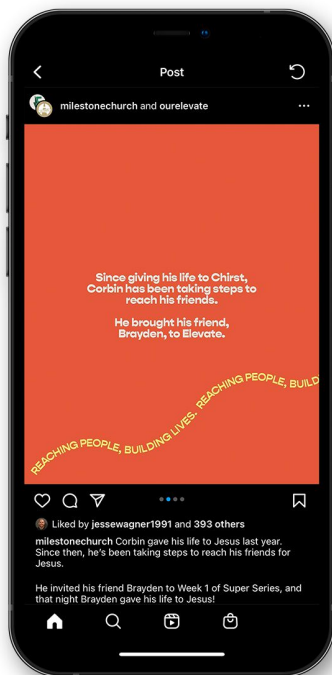 Post
milestonechurch and ourelevate
Since giving his life to Chirst,
Corbin has been taking steps to
reach his friends.
He brought his friend,
Brayden, to Elevate.
REACHING PEOPLE, BUILDING LIVES. REACHING PEOPLE, BUILD
Liked by jessewagner1991 and 393 others
milestonechurch Corbin gave his life to Jesus last year.
Since then, he's been taking steps to reach his friends for
Jesus.
He invited his friend Brayden to Week 1 of Super Series, and
that night Brayden gave his life to Jesus!